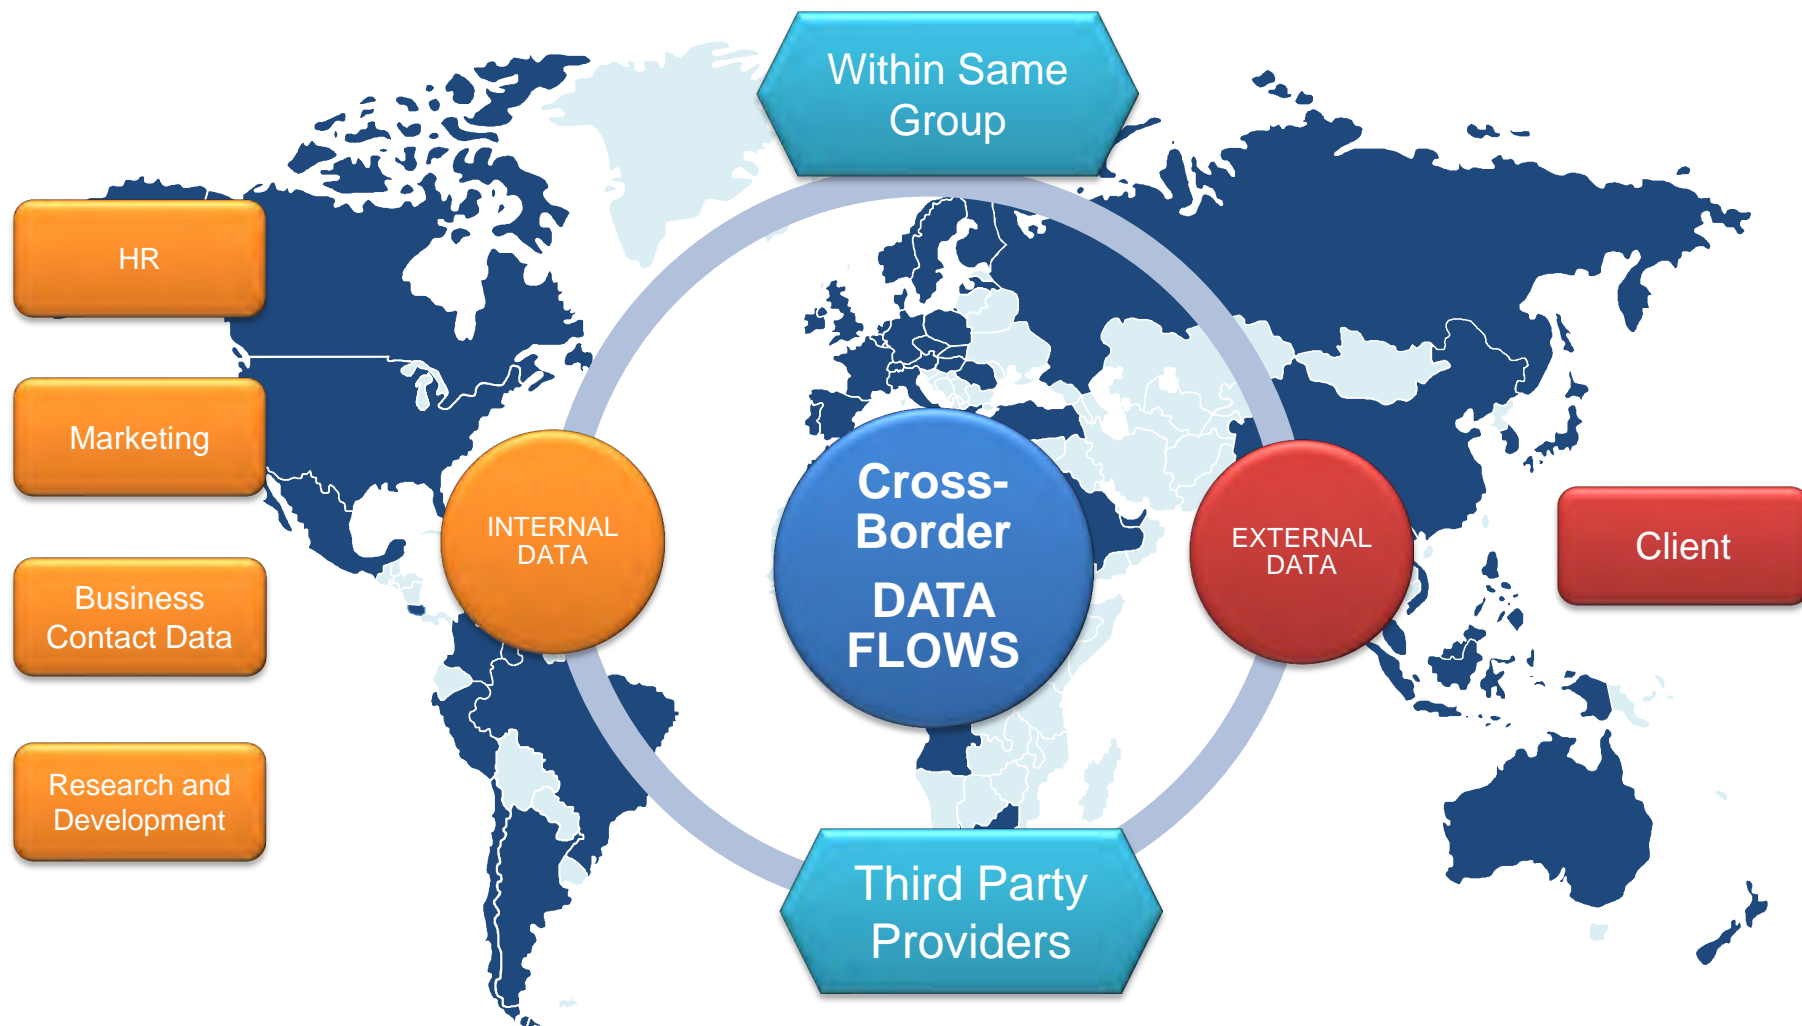 Within Same
Group
HR
Marketing
Business
Contact Data
Research and
Development
INTERNAL
DATA
Cross-
Border
DATA
FLOWS
EXTERNAL
DATA
Client
Third Party
Providers